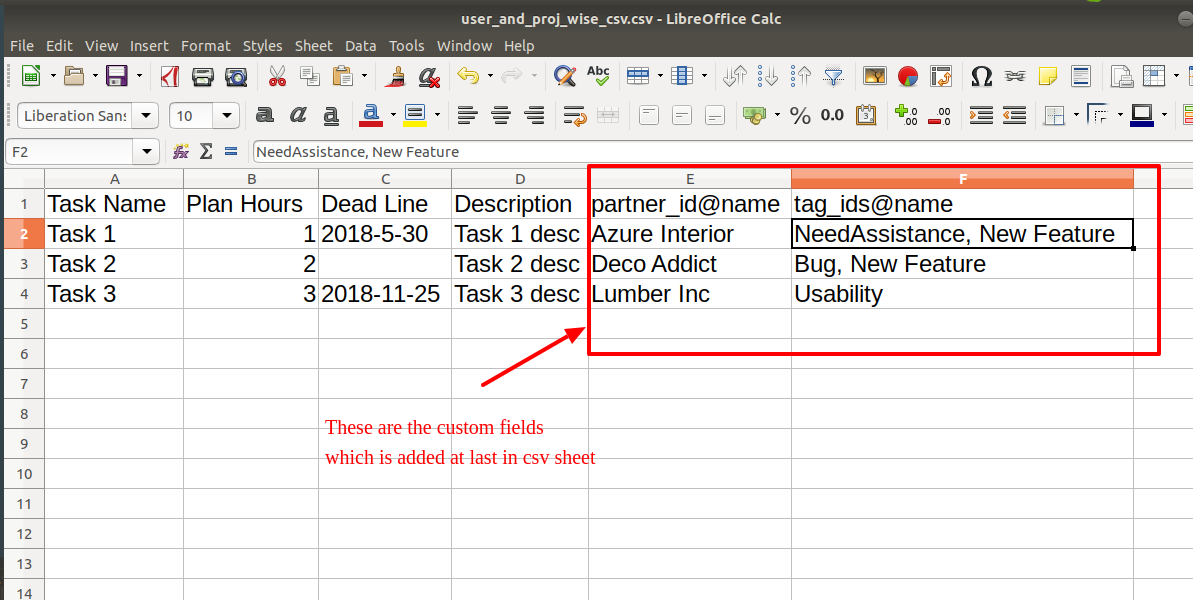 user_and_proj_wise_csv.csv - LibreOffice Calc
File Edit View Insert Format Styles Sheet Data Tools Window Help
Abc
Liberation Sans 10 a a a a % 0.0 .00 .00
F2 NeedAssistance, New Feature
A B C D E F
1 Task Name Plan Hours Dead Line Description partner_id@name tag_ids@name
2 Task 1 1 2018-5-30 Task 1 desc Azure Interior NeedAssistance, New Feature
3 Task 2 2 Task 2 desc Deco Addict Bug, New Feature
4 Task 3 3 2018-11-25 Task 3 desc Lumber Inc Usability
5
6
7
8
These are the custom fields
9
which is added at last in csv sheet
10
11
12
13
14